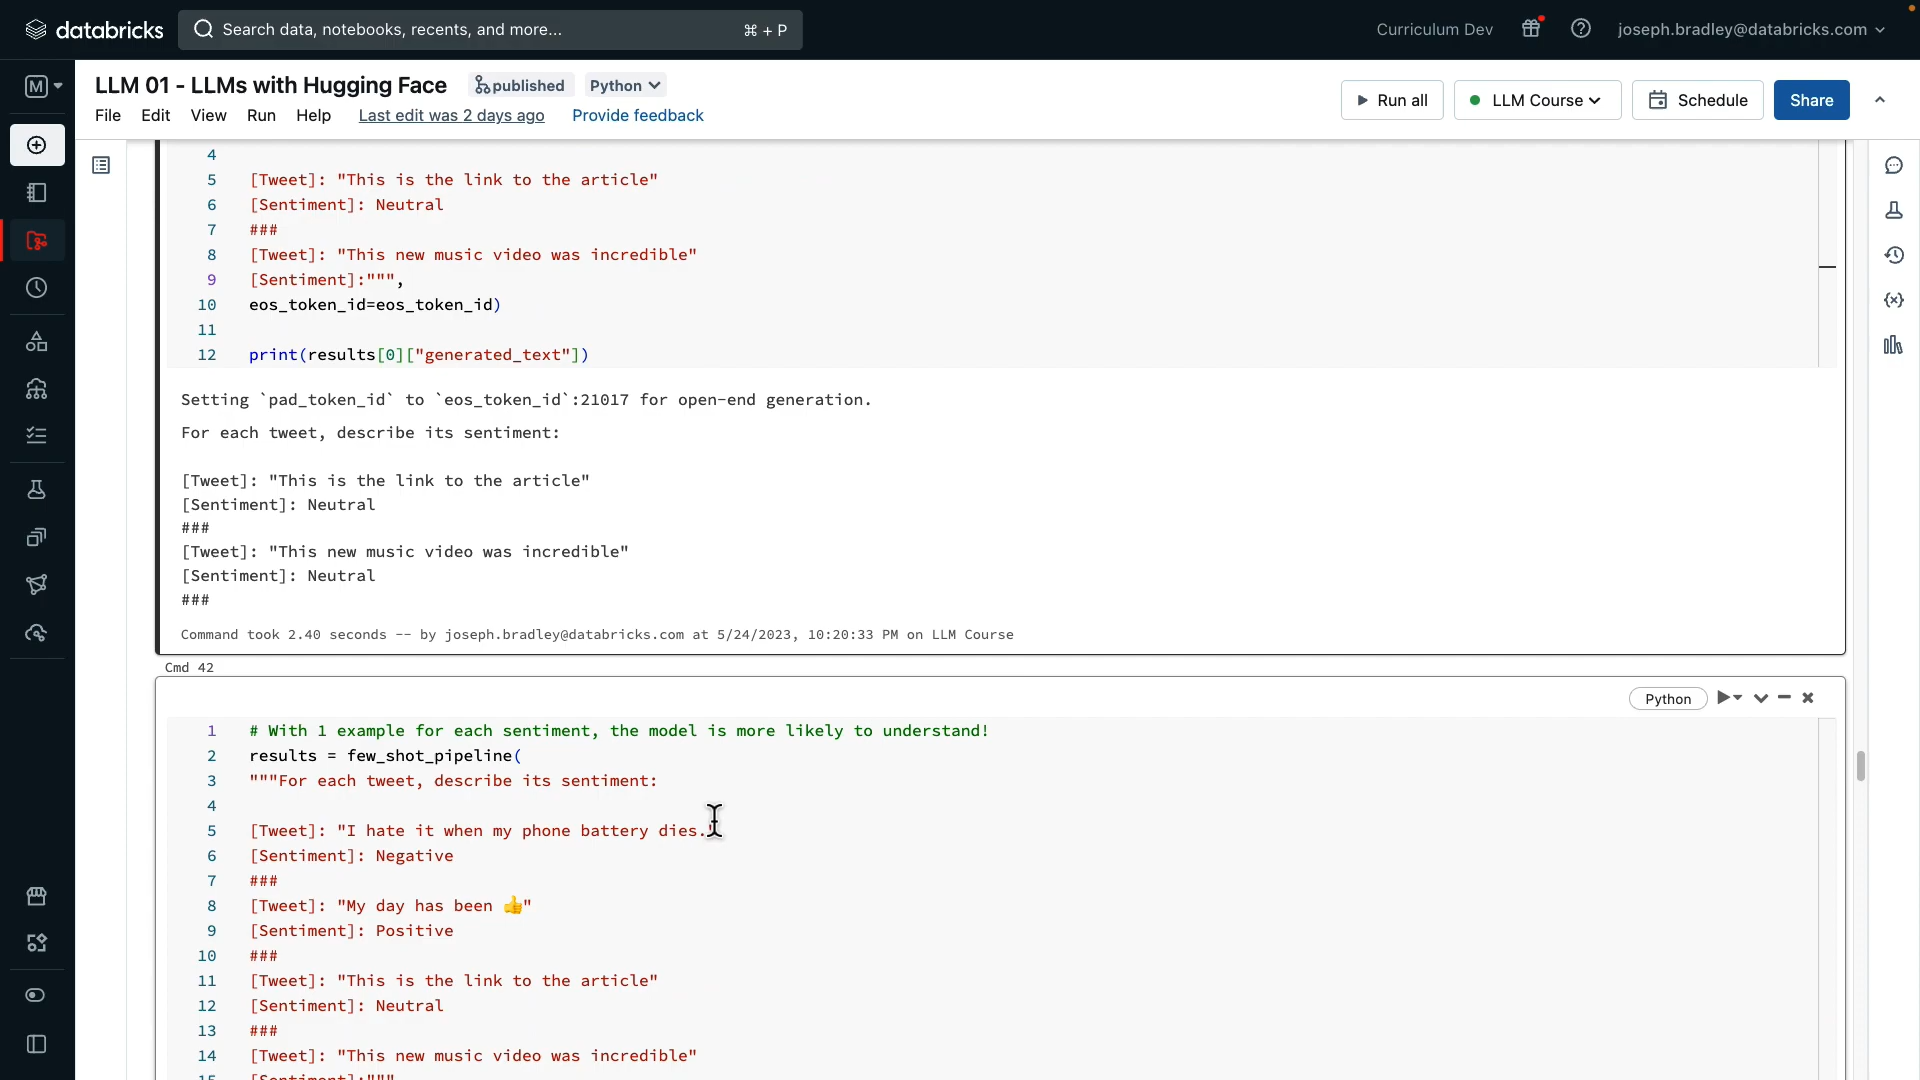 databricks
Search data, notebooks, recents, and more... ⌘ + P
Curriculum Dev
joseph.bradley@databricks.com
M
LLM 01 - LLMs with Hugging Face
published
Python
File Edit View Run Help Last edit was 2 days ago Provide feedback
Run all
LLM Course
Schedule
Share
4
5 [Tweet]: "This is the link to the article"
6 [Sentiment]: Neutral
7 ###
8 [Tweet]: "This new music video was incredible"
9 [Sentiment]:""",
10 eos_token_id=eos_token_id)
11
12 print(results[0]["generated_text"])
Setting `pad_token_id` to `eos_token_id`:21017 for open-end generation.
For each tweet, describe its sentiment:
[Tweet]: "This is the link to the article"
[Sentiment]: Neutral
###
[Tweet]: "This new music video was incredible"
[Sentiment]: Neutral
###
Command took 2.40 seconds -- by joseph.bradley@databricks.com at 5/24/2023, 10:20:33 PM on LLM Course
Cmd 42
Python
1 # With 1 example for each sentiment, the model is more likely to understand!
2 results = few_shot_pipeline(
3 """For each tweet, describe its sentiment:
4
5 [Tweet]: "I hate it when my phone battery dies."
6 [Sentiment]: Negative
7 ###
8 [Tweet]: "My day has been 👍"
9 [Sentiment]: Positive
10 ###
11 [Tweet]: "This is the link to the article"
12 [Sentiment]: Neutral
13 ###
14 [Tweet]: "This new music video was incredible"
15 [Sentiment]:"""